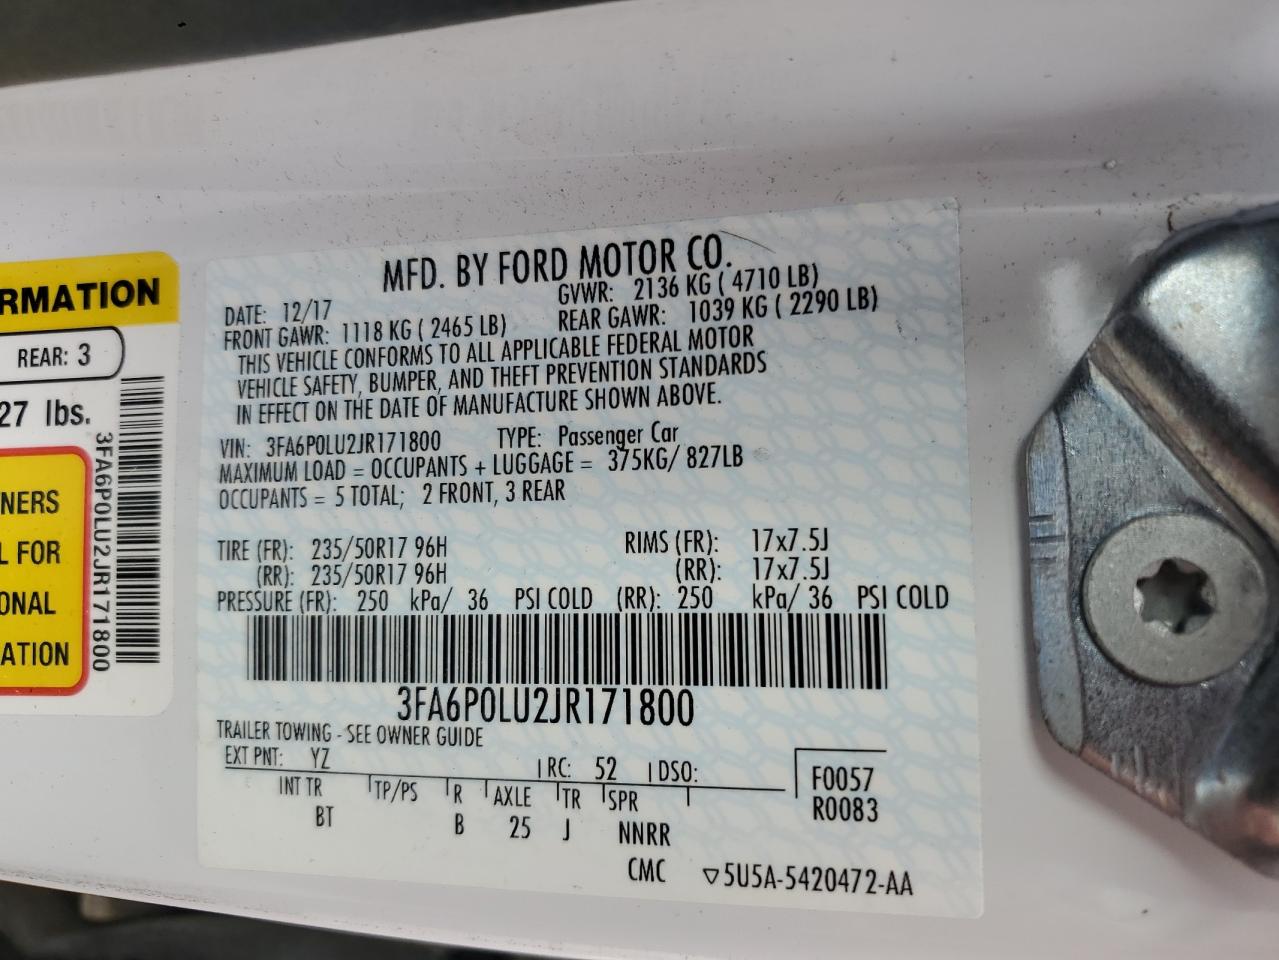 RMATION
REAR: 3
27 lbs.
NERS
L FOR
ONAL
ATION
3FA6P0LU2JR171800
MFD. BY FORD MOTOR CO.
DATE: 12/17 GVWR: 2136 KG ( 4710 LB)
FRONT GAWR: 1118 KG ( 2465 LB) REAR GAWR: 1039 KG ( 2290 LB)
THIS VEHICLE CONFORMS TO ALL APPLICABLE FEDERAL MOTOR
VEHICLE SAFETY, BUMPER, AND THEFT PREVENTION STANDARDS
IN EFFECT ON THE DATE OF MANUFACTURE SHOWN ABOVE.
VIN: 3FA6P0LU2JR171800 TYPE: Passenger Car
MAXIMUM LOAD = OCCUPANTS + LUGGAGE = 375KG/ 827LB
OCCUPANTS = 5 TOTAL; 2 FRONT, 3 REAR
TIRE (FR): 235/50R17 96H RIMS (FR): 17x7.5J
(RR): 235/50R17 96H (RR): 17x7.5J
PRESSURE (FR): 250 kPa/ 36 PSI COLD (RR): 250 kPa/ 36 PSI COLD
3FA6P0LU2JR171800
TRAILER TOWING - SEE OWNER GUIDE
EXT PNT: YZ RC: 52 DSO: F0057
INT TR TP/PS R AXLE TR SPR R0083
BT B 25 J NNRR
CMC ▽5U5A-5420472-AA